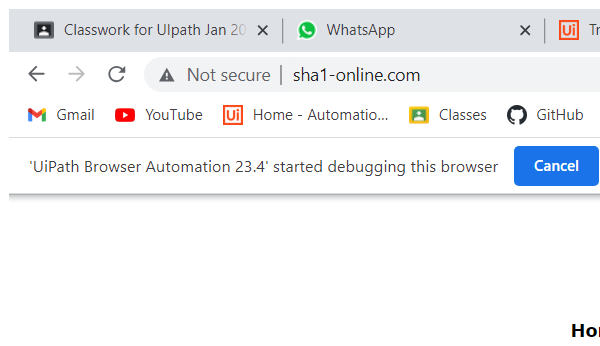 Classwork for UIpath Jan 20
WhatsApp
Ui Tr
Not secure | sha1-online.com
Gmail
YouTube
Ui Home - Automatio...
Classes
GitHub
'UiPath Browser Automation 23.4' started debugging this browser
Cancel
Hor